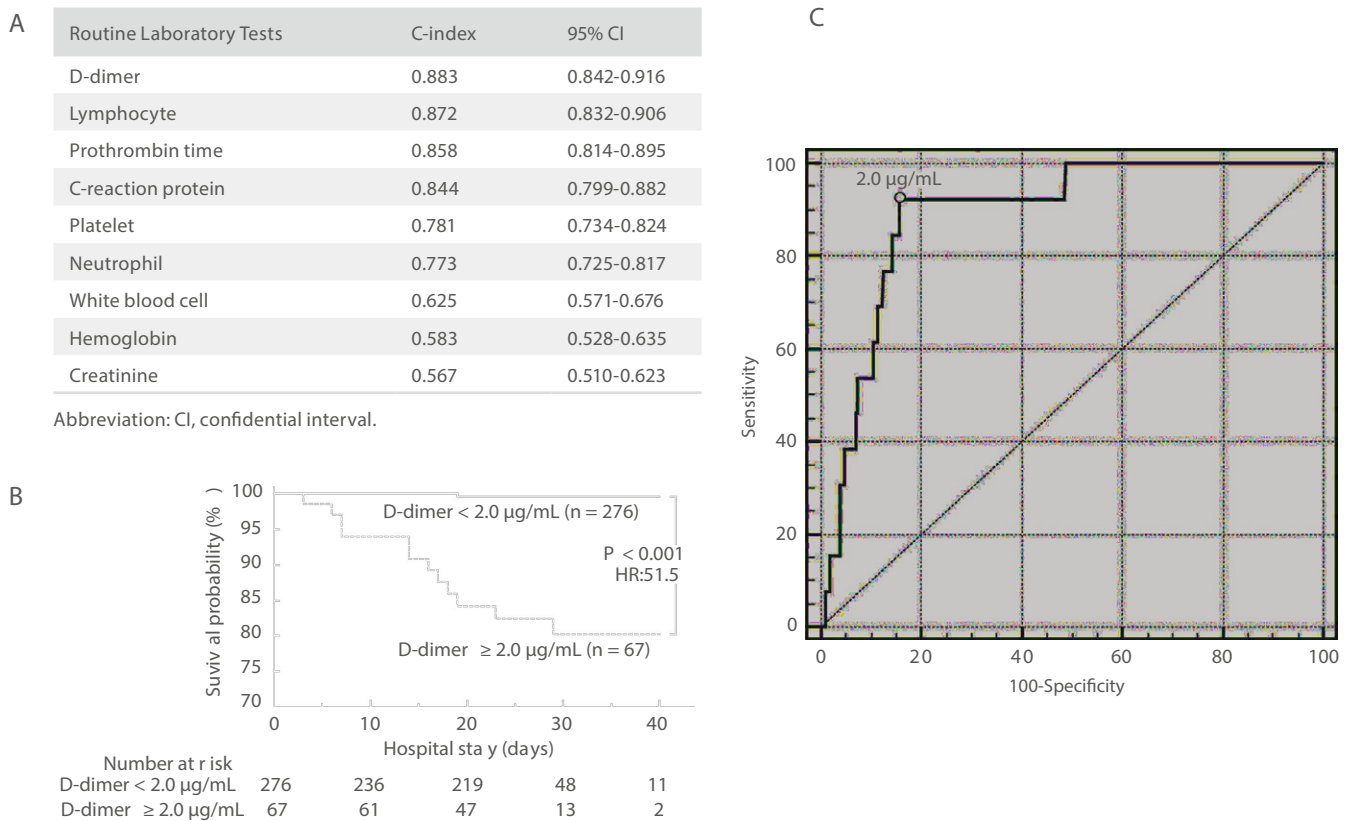 A
Routine Laboratory Tests C-index 95% CI
D-dimer 0.883 0.842-0.916
Lymphocyte 0.872 0.832-0.906
Prothrombin time 0.858 0.814-0.895
C-reaction protein 0.844 0.799-0.882
Platelet 0.781 0.734-0.824
Neutrophil 0.773 0.725-0.817
White blood cell 0.625 0.571-0.676
Hemoglobin 0.583 0.528-0.635
Creatinine 0.567 0.510-0.623
Abbreviation: CI, confidential interval.
B
Suviv al probability (% )
100
95
90
85
80
75
70
D-dimer < 2.0 µg/mL (n = 276)
P < 0.001
HR:51.5
D-dimer ≥ 2.0 µg/mL (n = 67)
0 10 20 30 40
Hospital sta y (days)
Number at r isk
D-dimer < 2.0 µg/mL 276 236 219 48 11
D-dimer ≥ 2.0 µg/mL 67 61 47 13 2
C
Sensitivity
100
80
60
40
20
0
2.0 µg/mL
0 20 40 60 80 100
100-Specificity